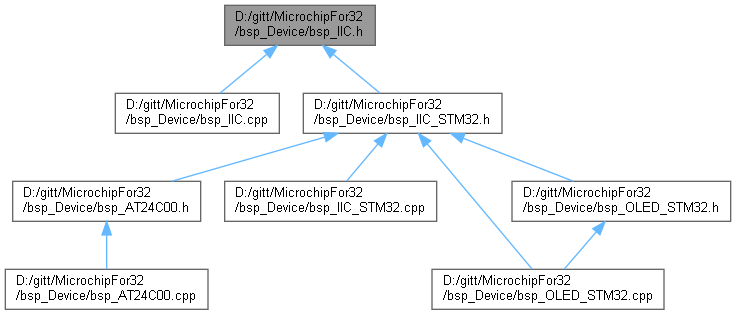 D:/gitt/MicrochipFor32
/bsp_Device/bsp_IIC.h
D:/gitt/MicrochipFor32
/bsp_Device/bsp_IIC.cpp
D:/gitt/MicrochipFor32
/bsp_Device/bsp_IIC_STM32.h
D:/gitt/MicrochipFor32
/bsp_Device/bsp_AT24C00.h
D:/gitt/MicrochipFor32
/bsp_Device/bsp_IIC_STM32.cpp
D:/gitt/MicrochipFor32
/bsp_Device/bsp_OLED_STM32.h
D:/gitt/MicrochipFor32
/bsp_Device/bsp_AT24C00.cpp
D:/gitt/MicrochipFor32
/bsp_Device/bsp_OLED_STM32.cpp